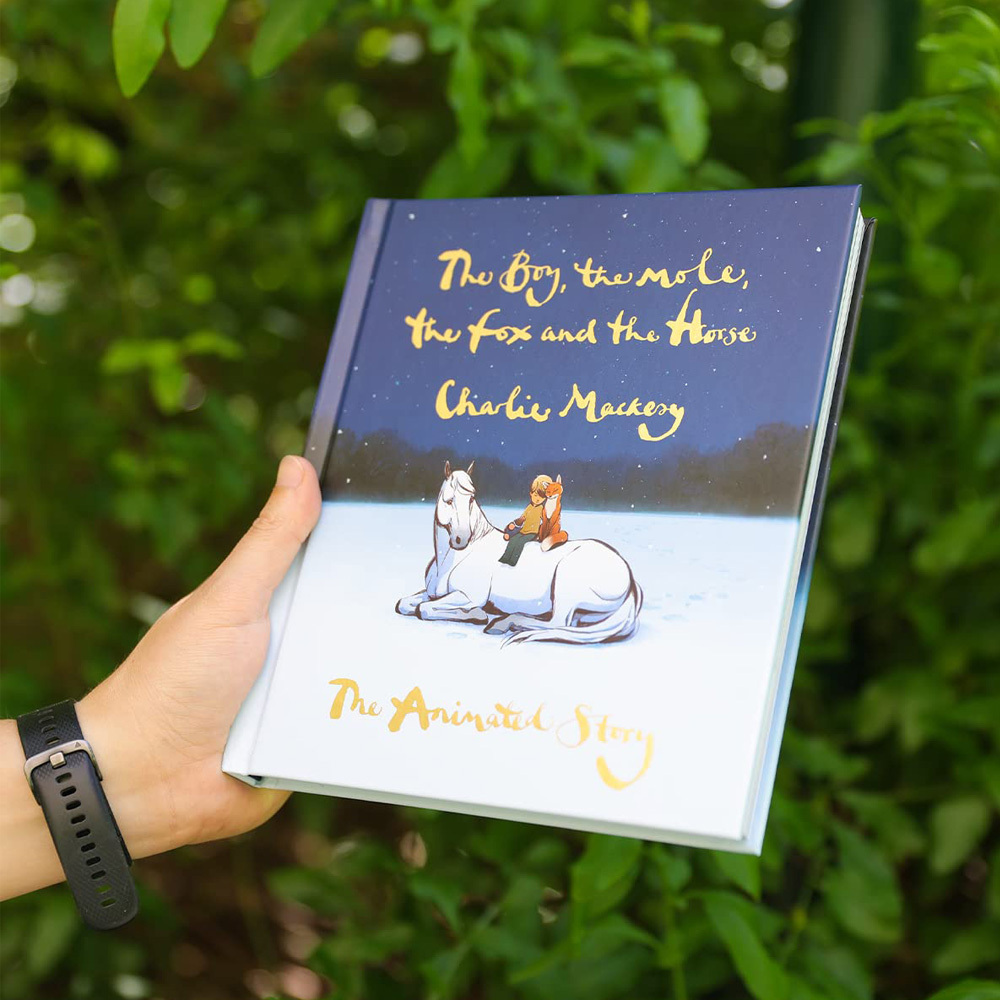 The Boy, the mole,
the fox and the Horse
Charlie Mackesy
The Animated Story